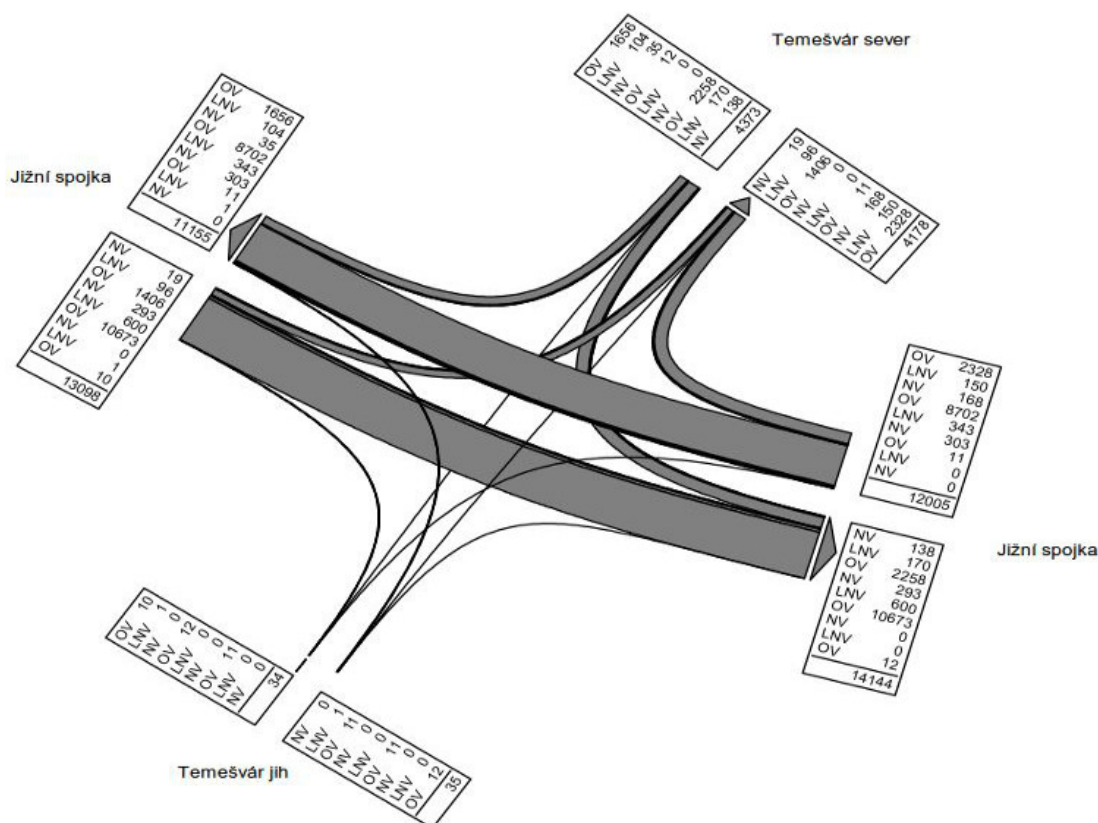 Temešvár sever
OV 1656
LNV 104
NV 35
OV 12
LNV 0
NV 0
OV 2258
LNV 170
NV 138
4373
NV 19
LNV 96
OV 1406
NV 0
LNV 0
OV 11
NV 168
LNV 150
OV 2328
4178
Jižní spojka
OV 1656
LNV 104
NV 35
OV 8702
LNV 343
NV 303
OV 11
LNV 1
NV 0
11155
NV 19
LNV 96
OV 1406
NV 293
LNV 600
OV 10673
NV 0
LNV 1
OV 10
13098
OV 2328
LNV 150
NV 168
OV 8702
LNV 343
NV 303
OV 11
LNV 0
NV 0
12005
Jižní spojka
NV 138
LNV 170
OV 2258
NV 293
LNV 600
OV 10673
NV 0
LNV 0
OV 12
14144
OV 10
LNV 1
NV 0
OV 12
LNV 0
NV 0
OV 11
LNV 0
NV 0
34
NV 0
LNV 1
OV 11
NV 0
LNV 0
OV 11
NV 0
LNV 0
OV 12
35
Temešvár jih